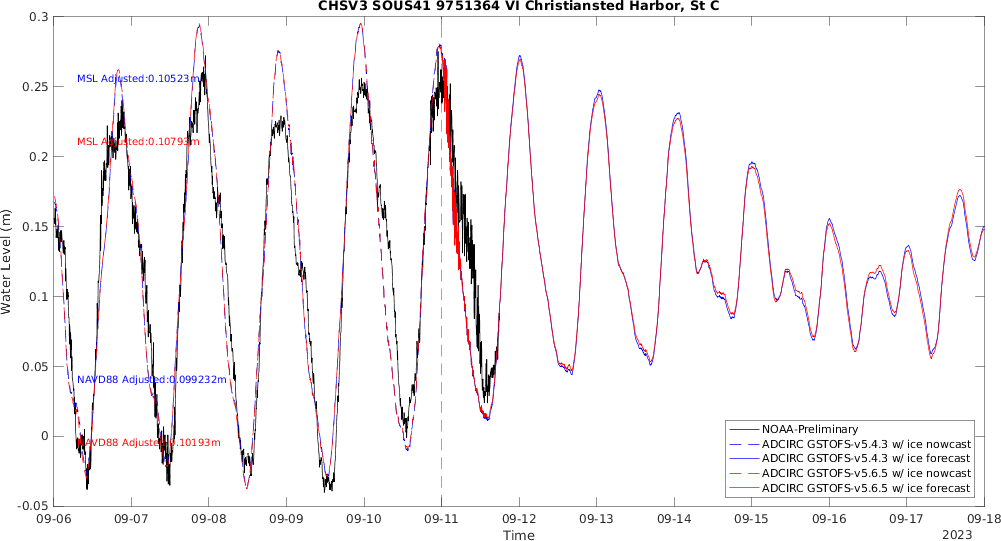 CHSV3 SOUS41 9751364 VI Christiansted Harbor, St C
0.3
0.25
0.2
0.15
0.1
0.05
0
-0.05
Water Level (m)
MSL Adjusted:0.10523m
MSL Adjusted:0.10793m
NAVD88 Adjusted:0.099232m
NAVD88 Adjusted:0.10193m
NOAA-Preliminary
ADCIRC GSTOFS-v5.4.3 w/ ice nowcast
ADCIRC GSTOFS-v5.4.3 w/ ice forecast
ADCIRC GSTOFS-v5.6.5 w/ ice nowcast
ADCIRC GSTOFS-v5.6.5 w/ ice forecast
09-06 09-07 09-08 09-09 09-10 09-11 09-12 09-13 09-14 09-15 09-16 09-17 09-18
Time
2023